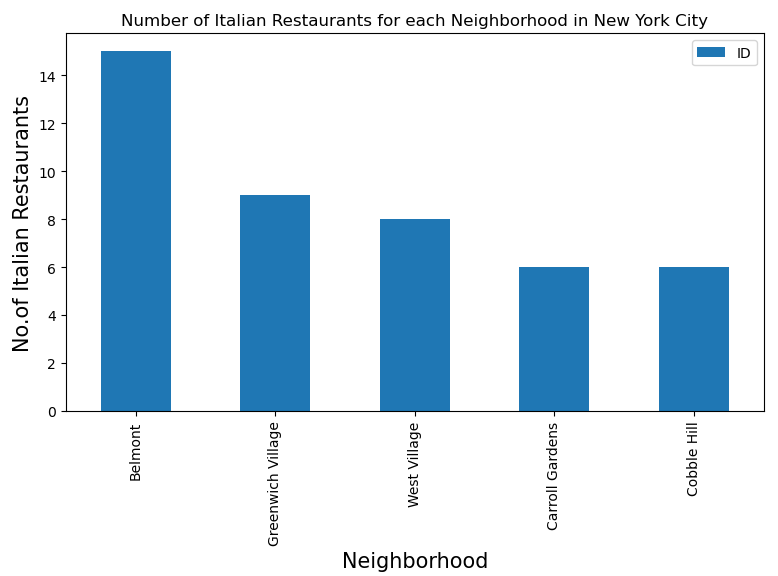 Number of Italian Restaurants for each Neighborhood in New York City
ID
No.of Italian Restaurants
14
12
10
8
6
4
2
0
Belmont
Greenwich Village
West Village
Carroll Gardens
Cobble Hill
Neighborhood